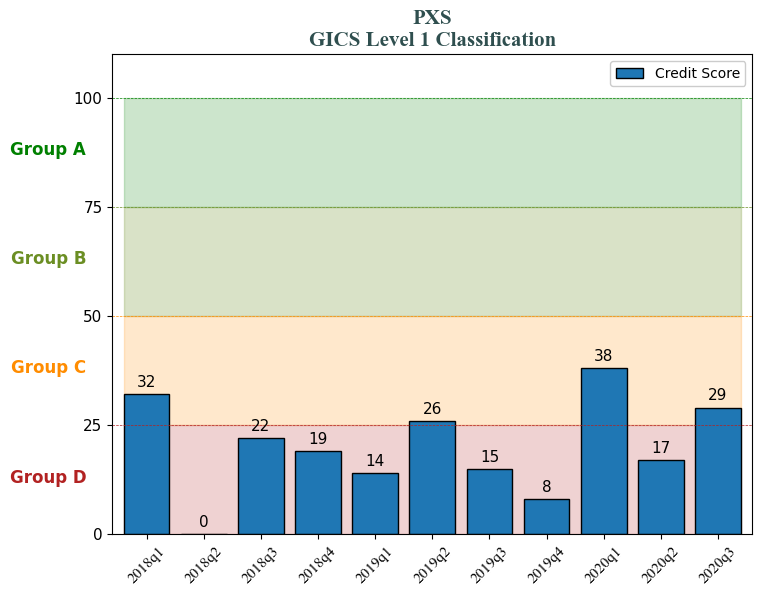 PXS
GICS Level 1 Classification
Credit Score
100
Group A
75
Group B
50
Group C
38
32
29
26
25
22
19
17
15
14
Group D
8
0
0
2018q1 2018q2 2018q3 2018q4 2019q1 2019q2 2019q3 2019q4 2020q1 2020q2 2020q3